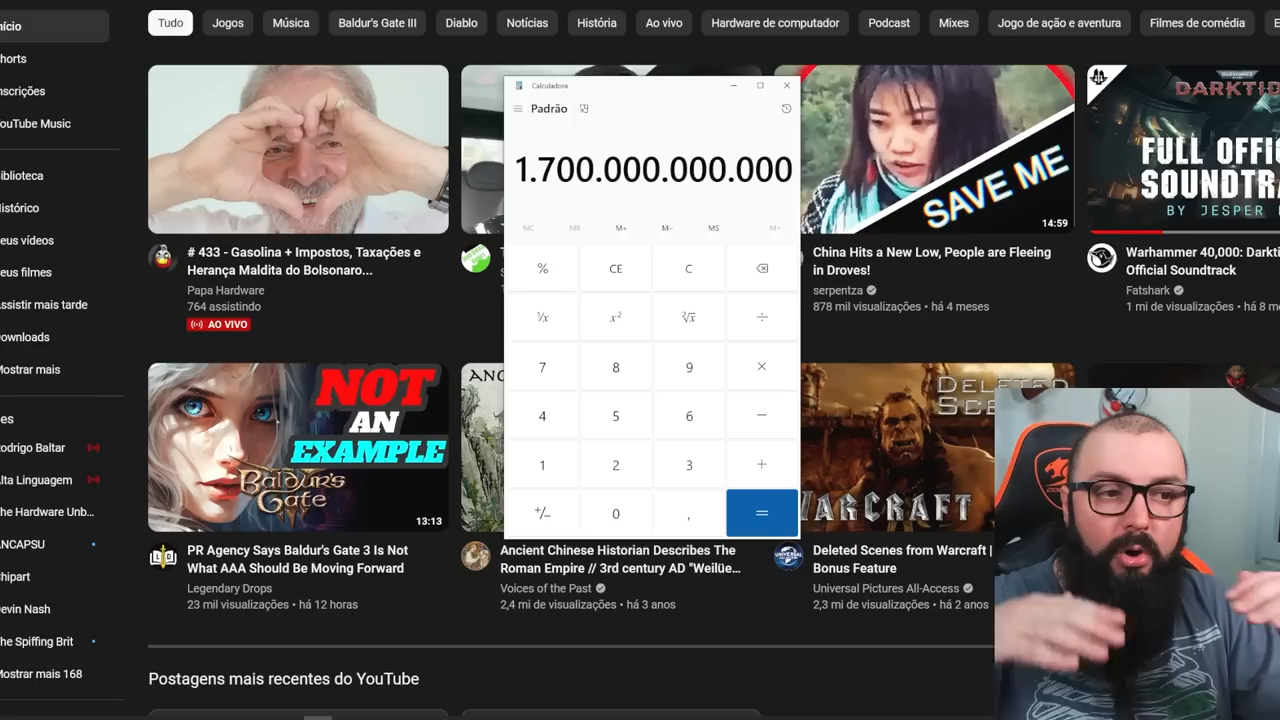 Tudo
Jogos
Música
Baldur's Gate III
Diablo
Notícias
História
Ao vivo
Hardware de computador
Podcast
Mixes
Jogo de ação e aventura
Filmes de comédia
nício
horts
nscrições
ouTube Music
iblioteca
istórico
eus vídeos
eus filmes
ssistir mais tarde
ownloads
Mostrar mais
es
odrigo Baltar
lta Linguagem
he Hardware Unb...
NCAPSU
hipart
evin Nash
he Spiffing Brit
Mostrar mais 168
# 433 - Gasolina + Impostos, Taxações e
Herança Maldita do Bolsonaro...
Papa Hardware
764 assistindo
AO VIVO
Calculadora
Padrão
1.700.000.000.000
MC MR M+ M- MS M˅
% CE C
¹/x x² ²√x ÷
7 8 9 ×
4 5 6 −
1 2 3 +
+/− 0 , =
SAVE ME
14:59
China Hits a New Low, People are Fleeing
in Droves!
serpentza
878 mil visualizações • há 4 meses
WARHAMMER
DARKTID
FULL OFFI
SOUNDTRA
BY JESPER
Warhammer 40,000: Darkti
Official Soundtrack
Fatshark
1 mi de visualizações • há 8 m
NOT
AN
EXAMPLE
BALDUR'S
GATE
13:13
PR Agency Says Baldur's Gate 3 Is Not
What AAA Should Be Moving Forward
Legendary Drops
23 mil visualizações • há 12 horas
ANC
Ancient Chinese Historian Describes The
Roman Empire // 3rd century AD "Weilüe...
Voices of the Past
2,4 mi de visualizações • há 3 anos
DELETED
SCE
WARCRAFT
Deleted Scenes from Warcraft |
Bonus Feature
Universal Pictures All-Access
2,3 mi de visualizações • há 2 anos
Postagens mais recentes do YouTube